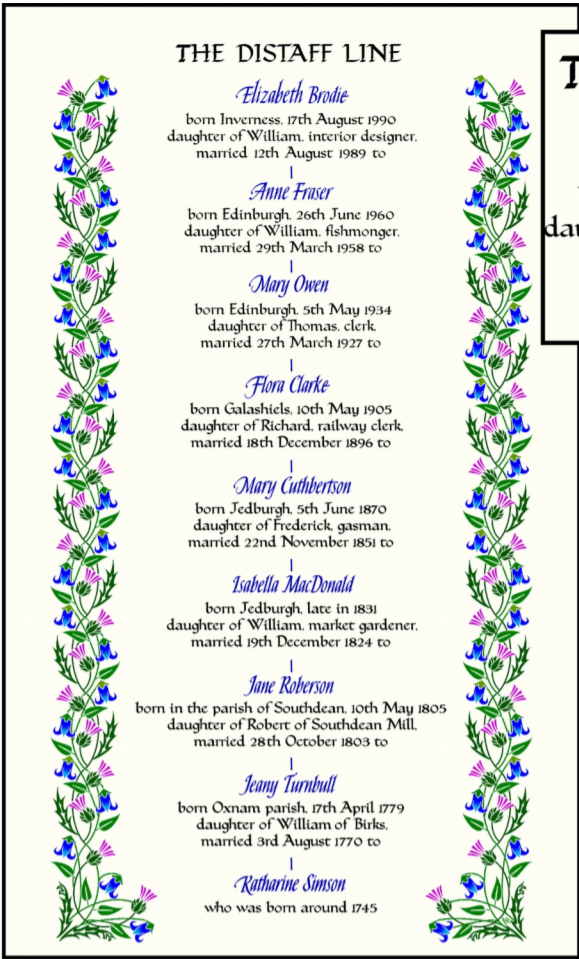 THE DISTAFF LINE
Elizabeth Brodie
born Inverness, 17th August 1990
daughter of William, interior designer,
married 12th August 1989 to
Anne Fraser
born Edinburgh, 26th June 1960
daughter of William, fishmonger,
married 29th March 1958 to
Mary Owen
born Edinburgh, 5th May 1934
daughter of Thomas, clerk,
married 27th March 1927 to
Flora Clarke
born Galashiels, 10th May 1905
daughter of Richard, railway clerk,
married 18th December 1896 to
Mary Cuthbertson
born Jedburgh, 5th June 1870
daughter of Frederick, gasman,
married 22nd November 1851 to
Isabella MacDonald
born Jedburgh, late in 1831
daughter of William, market gardener,
married 19th December 1824 to
Jane Roberson
born in the parish of Southdean, 10th May 1805
daughter of Robert of Southdean Mill,
married 28th October 1803 to
Jeany Turnbull
born Oxnam parish, 17th April 1779
daughter of William of Birks,
married 3rd August 1770 to
Katharine Simson
who was born around 1745
dau